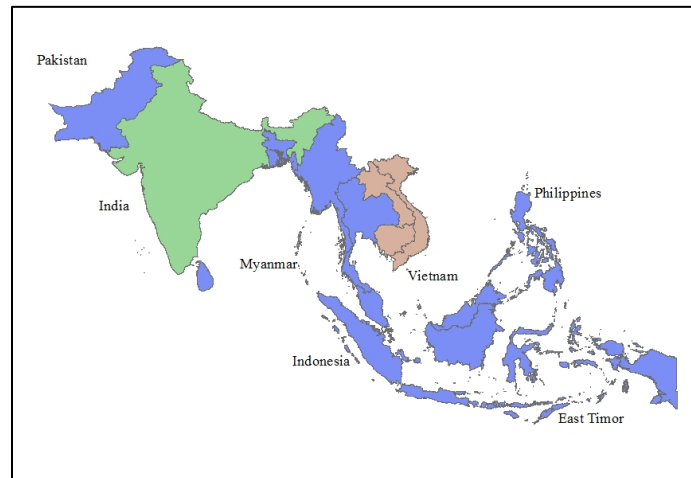 Pakistan
Philippines
India
Myanmar
Vietnam
Indonesia
East Timor